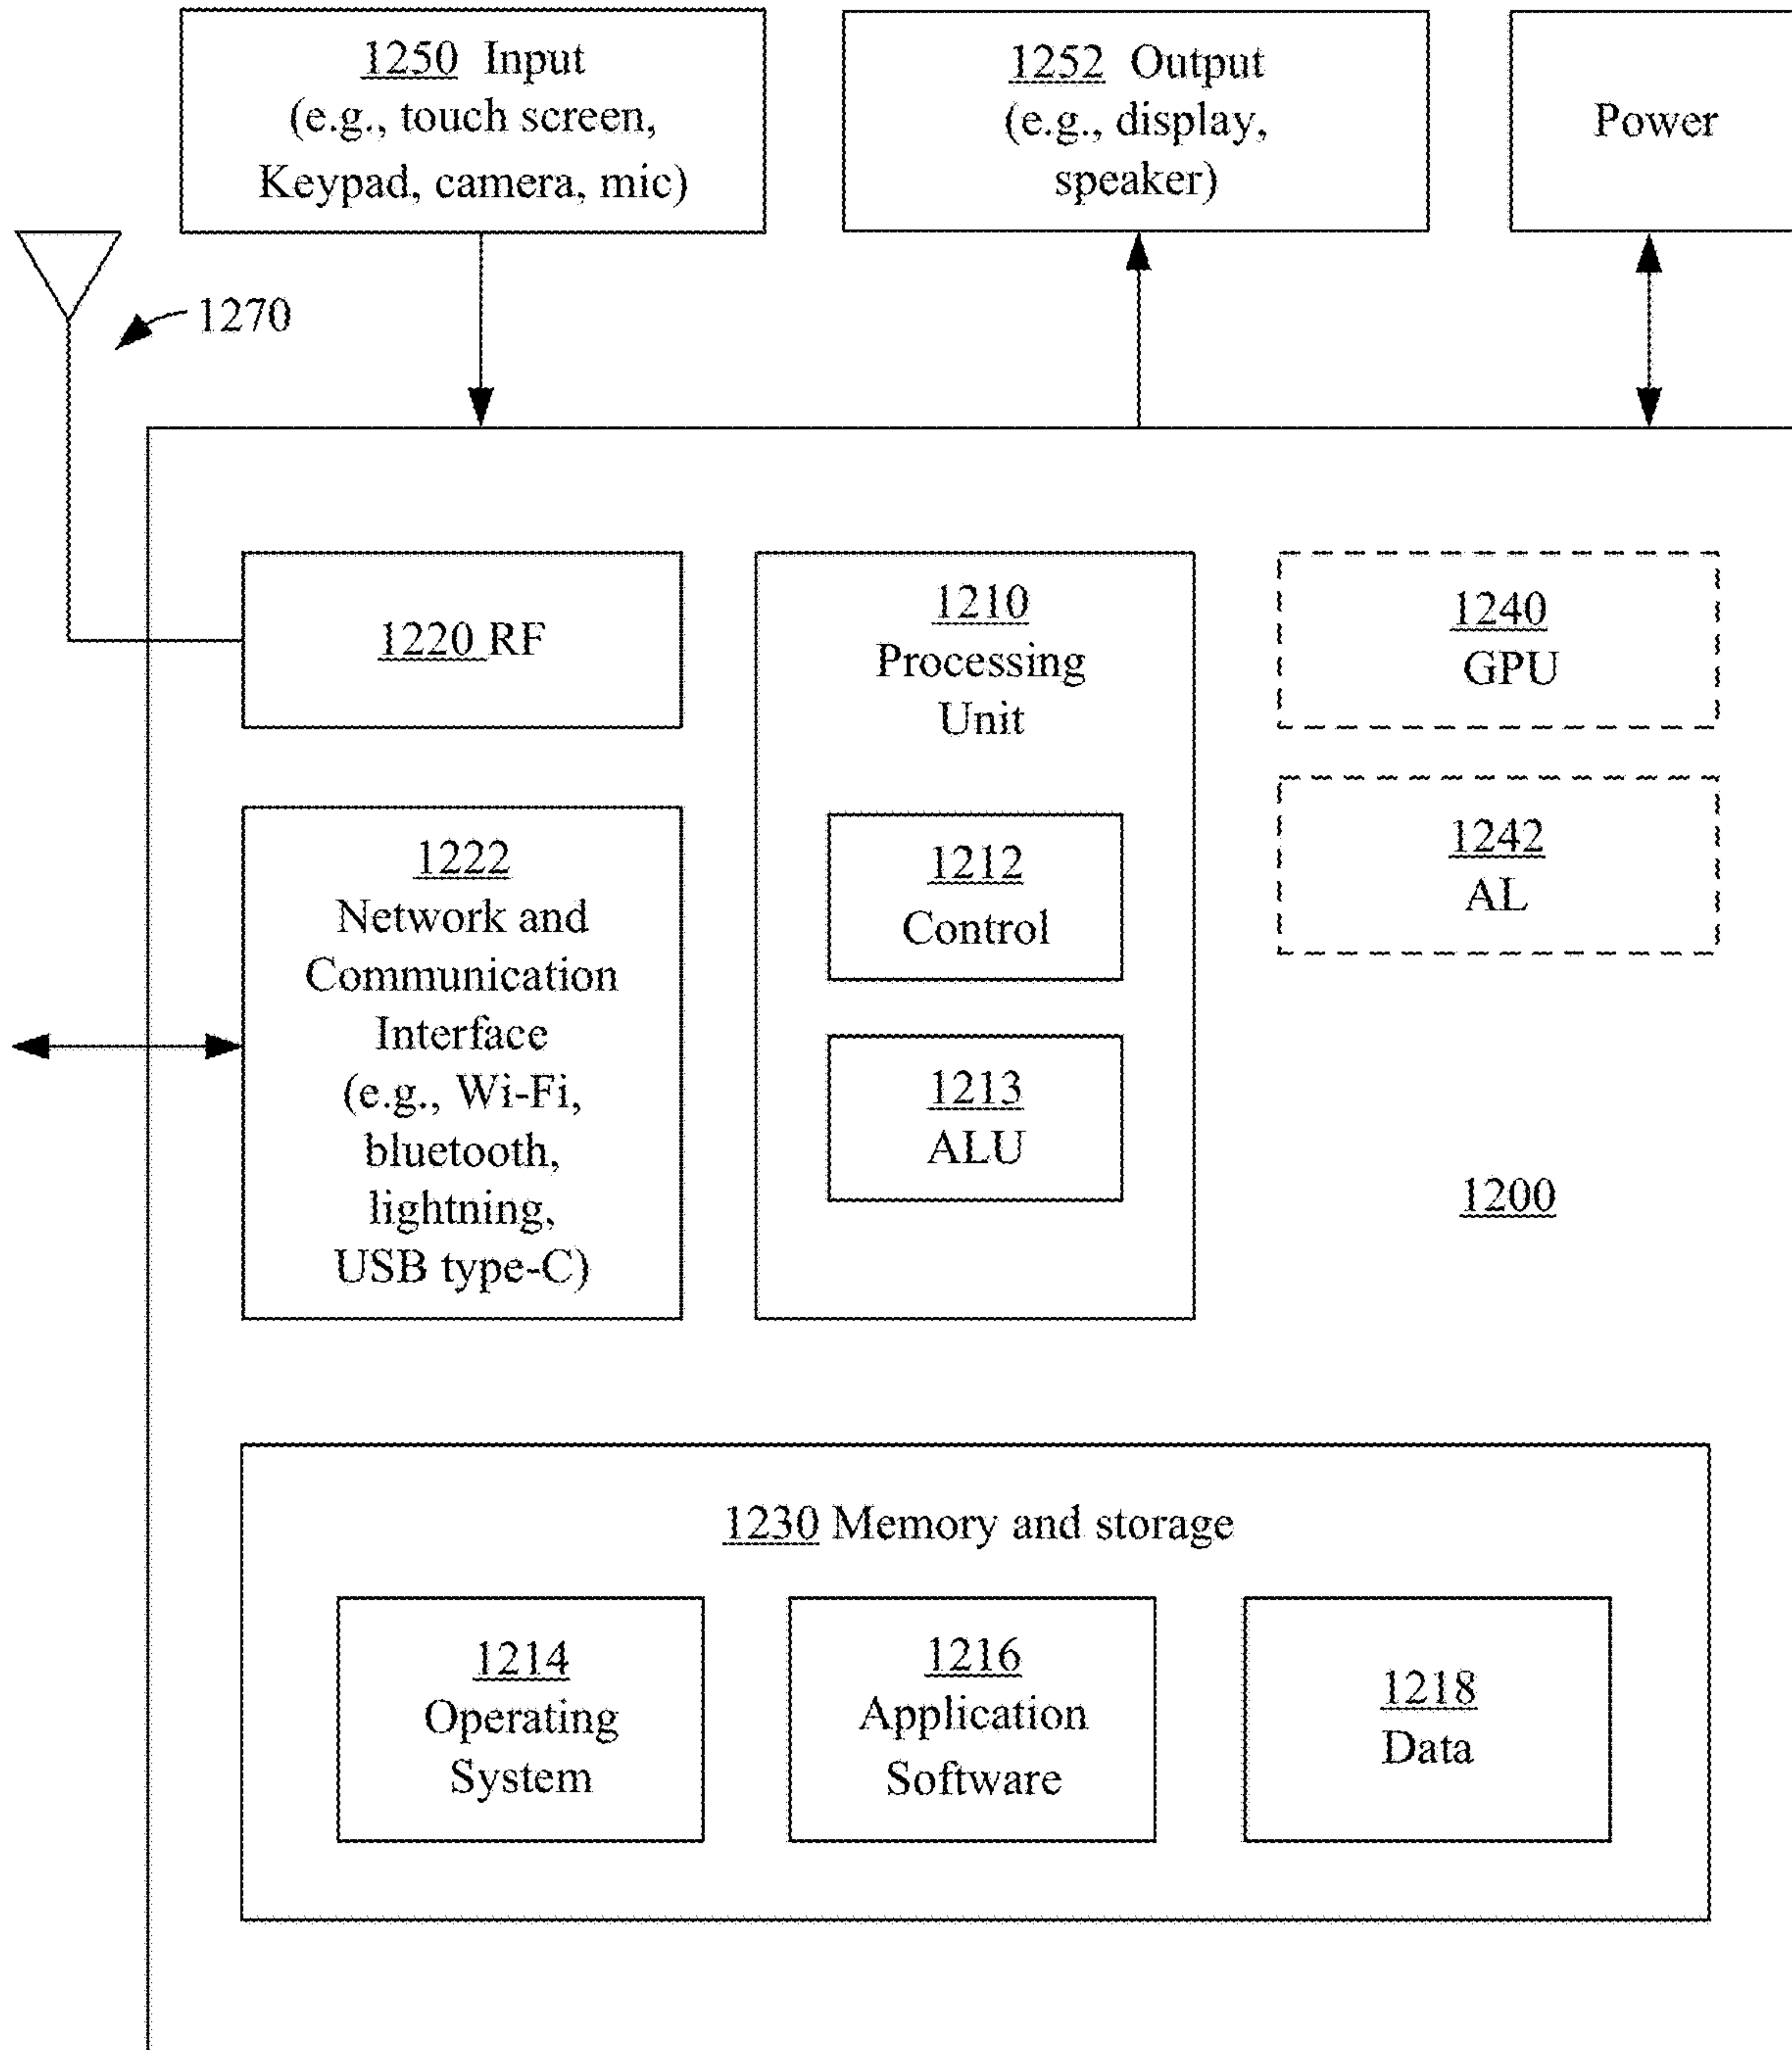 1250 Input
(e.g., touch screen,
Keypad, camera, mic)
1252 Output
(e.g., display,
speaker)
Power
1270
1220 RF
1222
Network and
Communication
Interface
(e.g., Wi-Fi,
bluetooth,
lightning,
USB type-C)
1210
Processing
Unit
1212
Control
1213
ALU
1240
GPU
1242
AL
1200
1230 Memory and storage
1214
Operating
System
1216
Application
Software
1218
Data